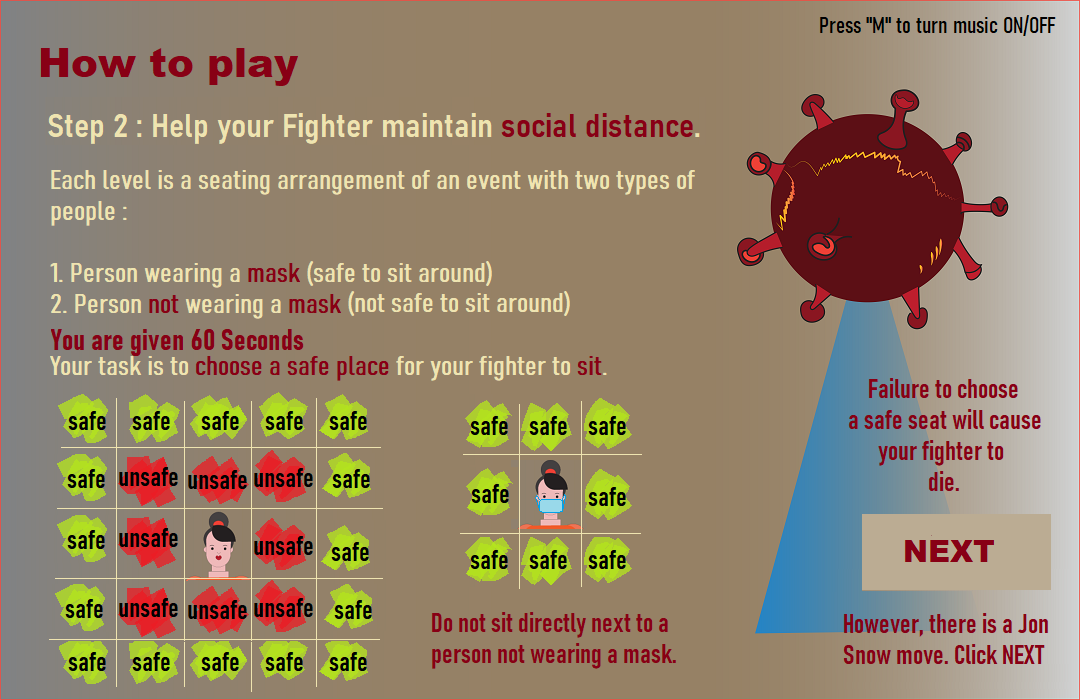 Press "M" to turn music ON/OFF
How to play
Step 2 : Help your Fighter maintain social distance.
Each level is a seating arrangement of an event with two types of
people :
1. Person wearing a mask (safe to sit around)
2. Person not wearing a mask (not safe to sit around)
You are given 60 Seconds
Your task is to choose a safe place for your fighter to sit.
safe safe safe safe safe
safe unsafe unsafe unsafe safe
safe unsafe unsafe safe
safe unsafe unsafe unsafe safe
safe safe safe safe safe
safe safe safe
safe safe
safe safe safe
Do not sit directly next to a
person not wearing a mask.
Failure to choose
a safe seat will cause
your fighter to
die.
NEXT
However, there is a Jon
Snow move. Click NEXT